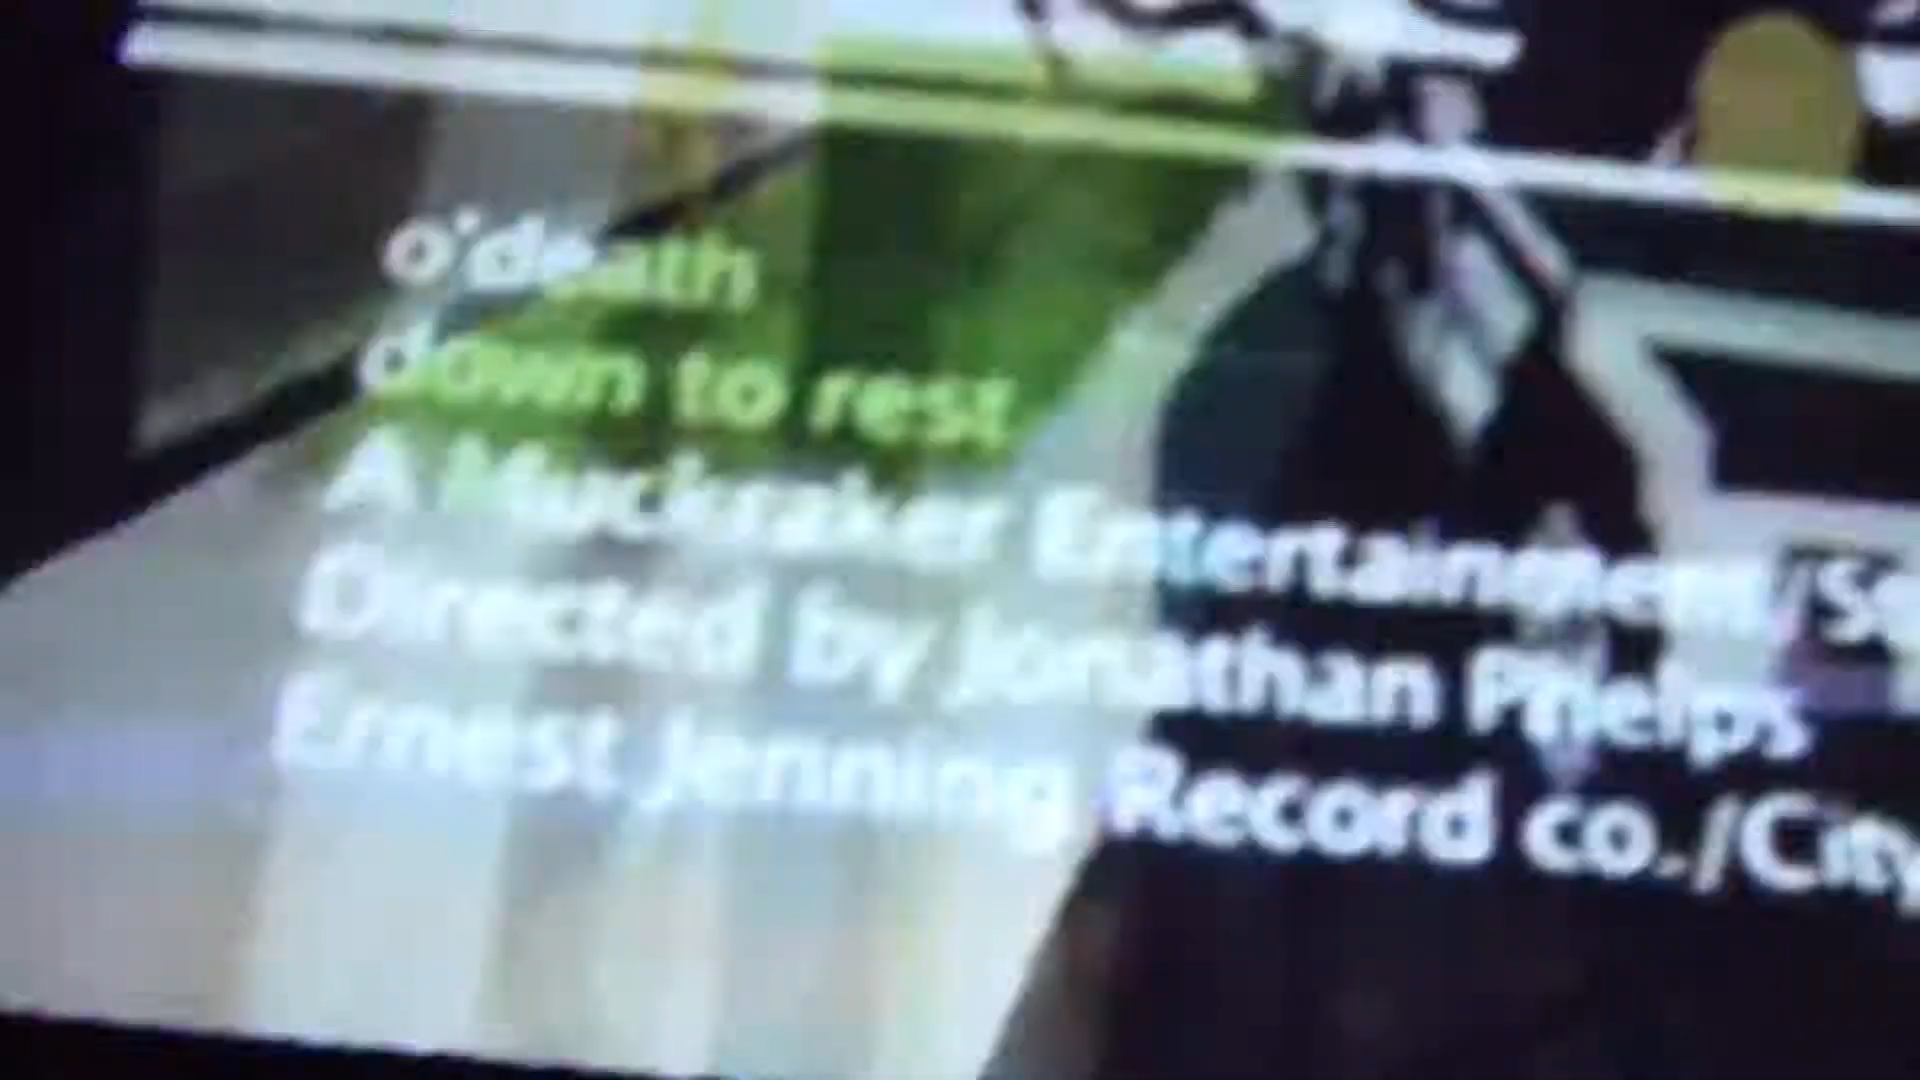 o'death
down to rest
A Muckraker Entertainment/
Directed by Jonathan Phelps
Ernest Jenning Record co./City